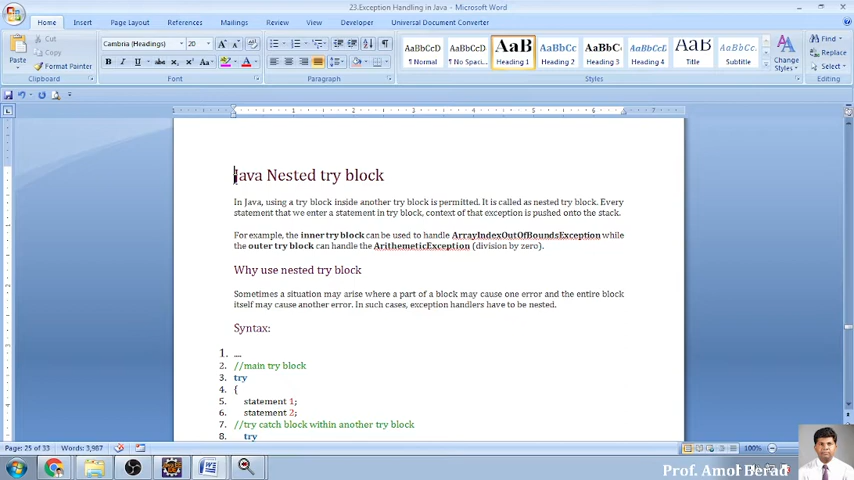 23.Exception Handling in Java - Microsoft Word
Home Insert Page Layout References Mailings Review View Developer Universal Document Converter
Cut
Copy
Paste Format Painter
Clipboard
Cambria (Headings) 20
Font
Paragraph
AaBbCcD AaBbCcD AaB AaBbCc AaBbCc AaBbCc AaB AaBbCc.
¶ Normal ¶ No Spaci... Heading 1 Heading 2 Heading 3 Heading 4 Title Subtitle
Change Styles
Styles
Find
Replace
Select
Editing
Java Nested try block
In Java, using a try block inside another try block is permitted. It is called as nested try block. Every
statement that we enter a statement in try block, context of that exception is pushed onto the stack.
For example, the inner try block can be used to handle ArrayIndexOutOfBoundsException while
the outer try block can handle the ArithemeticException (division by zero).
Why use nested try block
Sometimes a situation may arise where a part of a block may cause one error and the entire block
itself may cause another error. In such cases, exception handlers have to be nested.
Syntax:
1. ....
2. //main try block
3. try
4. {
5. statement 1;
6. statement 2;
7. //try catch block within another try block
8. try
Page: 25 of 33 Words: 3,987 100%
Prof. Amol Berad